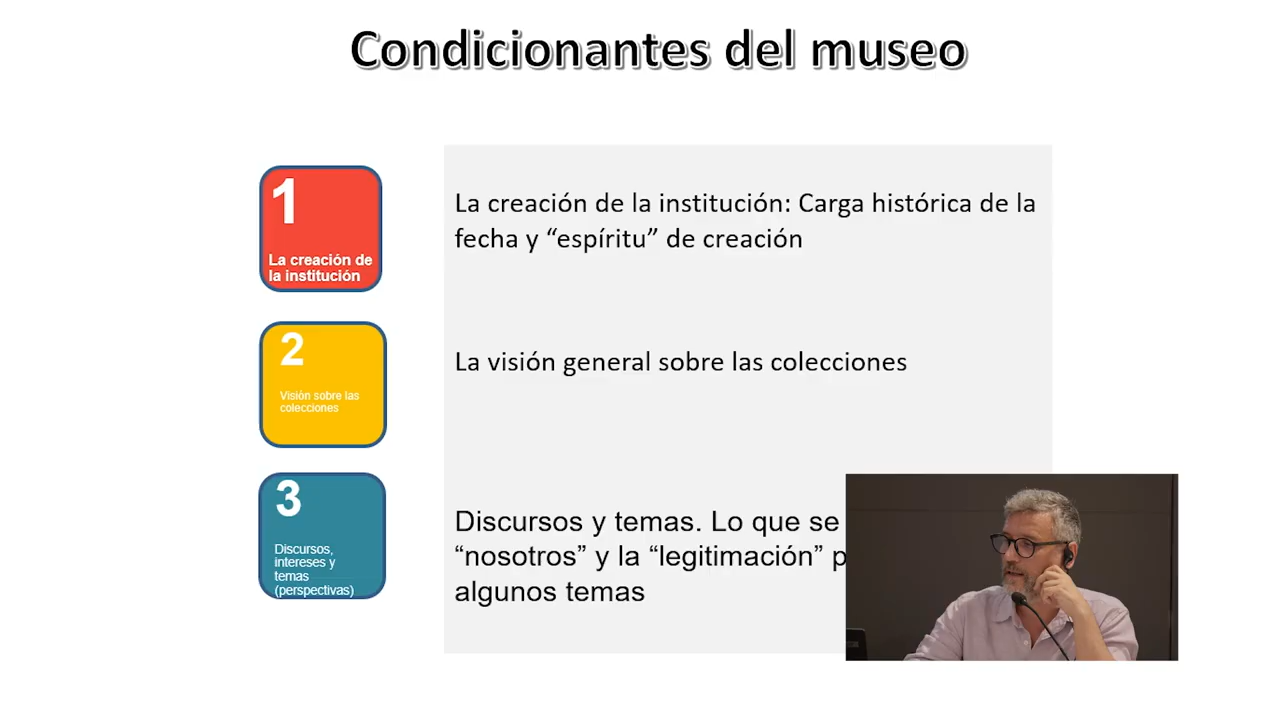 Condicionantes del museo
1
La creación de
la institución
La creación de la institución: Carga histórica de la
fecha y “espíritu” de creación
2
Visión sobre las
colecciones
La visión general sobre las colecciones
3
Discursos,
intereses y
temas
(perspectivas)
Discursos y temas. Lo que se
“nosotros” y la “legitimación”
algunos temas